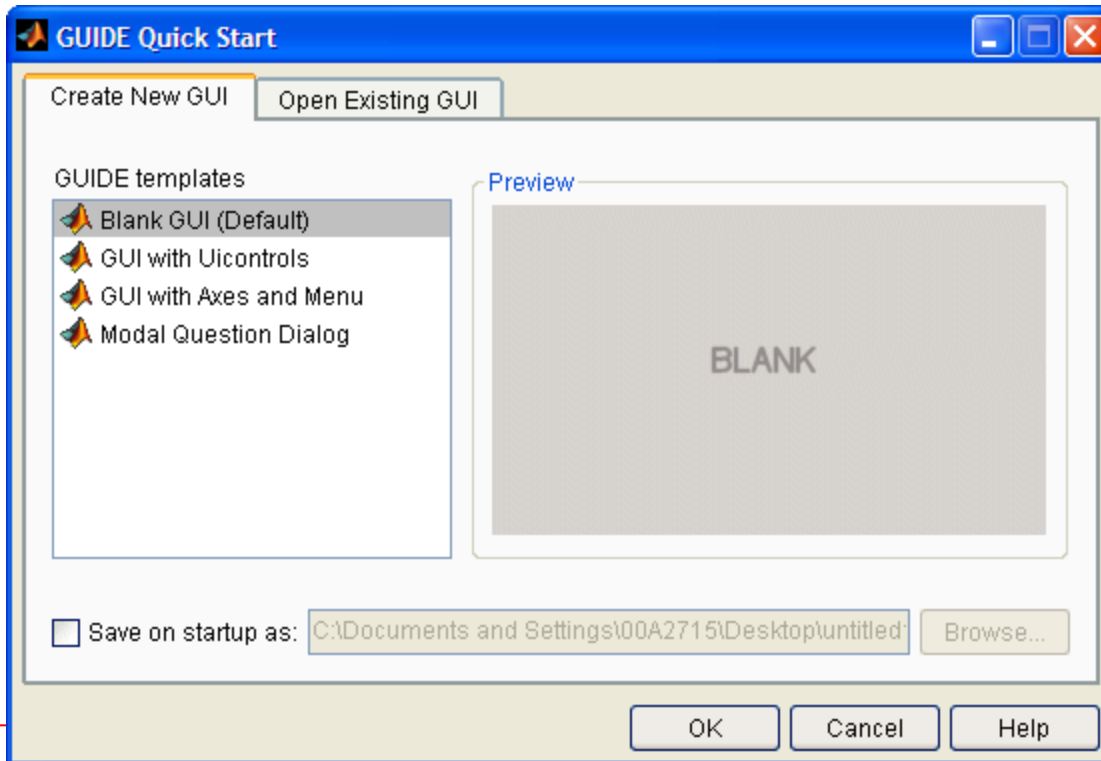 GUIDE Quick Start
Create New GUI
Open Existing GUI
GUIDE templates
Blank GUI (Default)
GUI with Uicontrols
GUI with Axes and Menu
Modal Question Dialog
Preview
BLANK
Save on startup as: C:\Documents and Settings\00A2715\Desktop\untitled
Browse...
OK
Cancel
Help